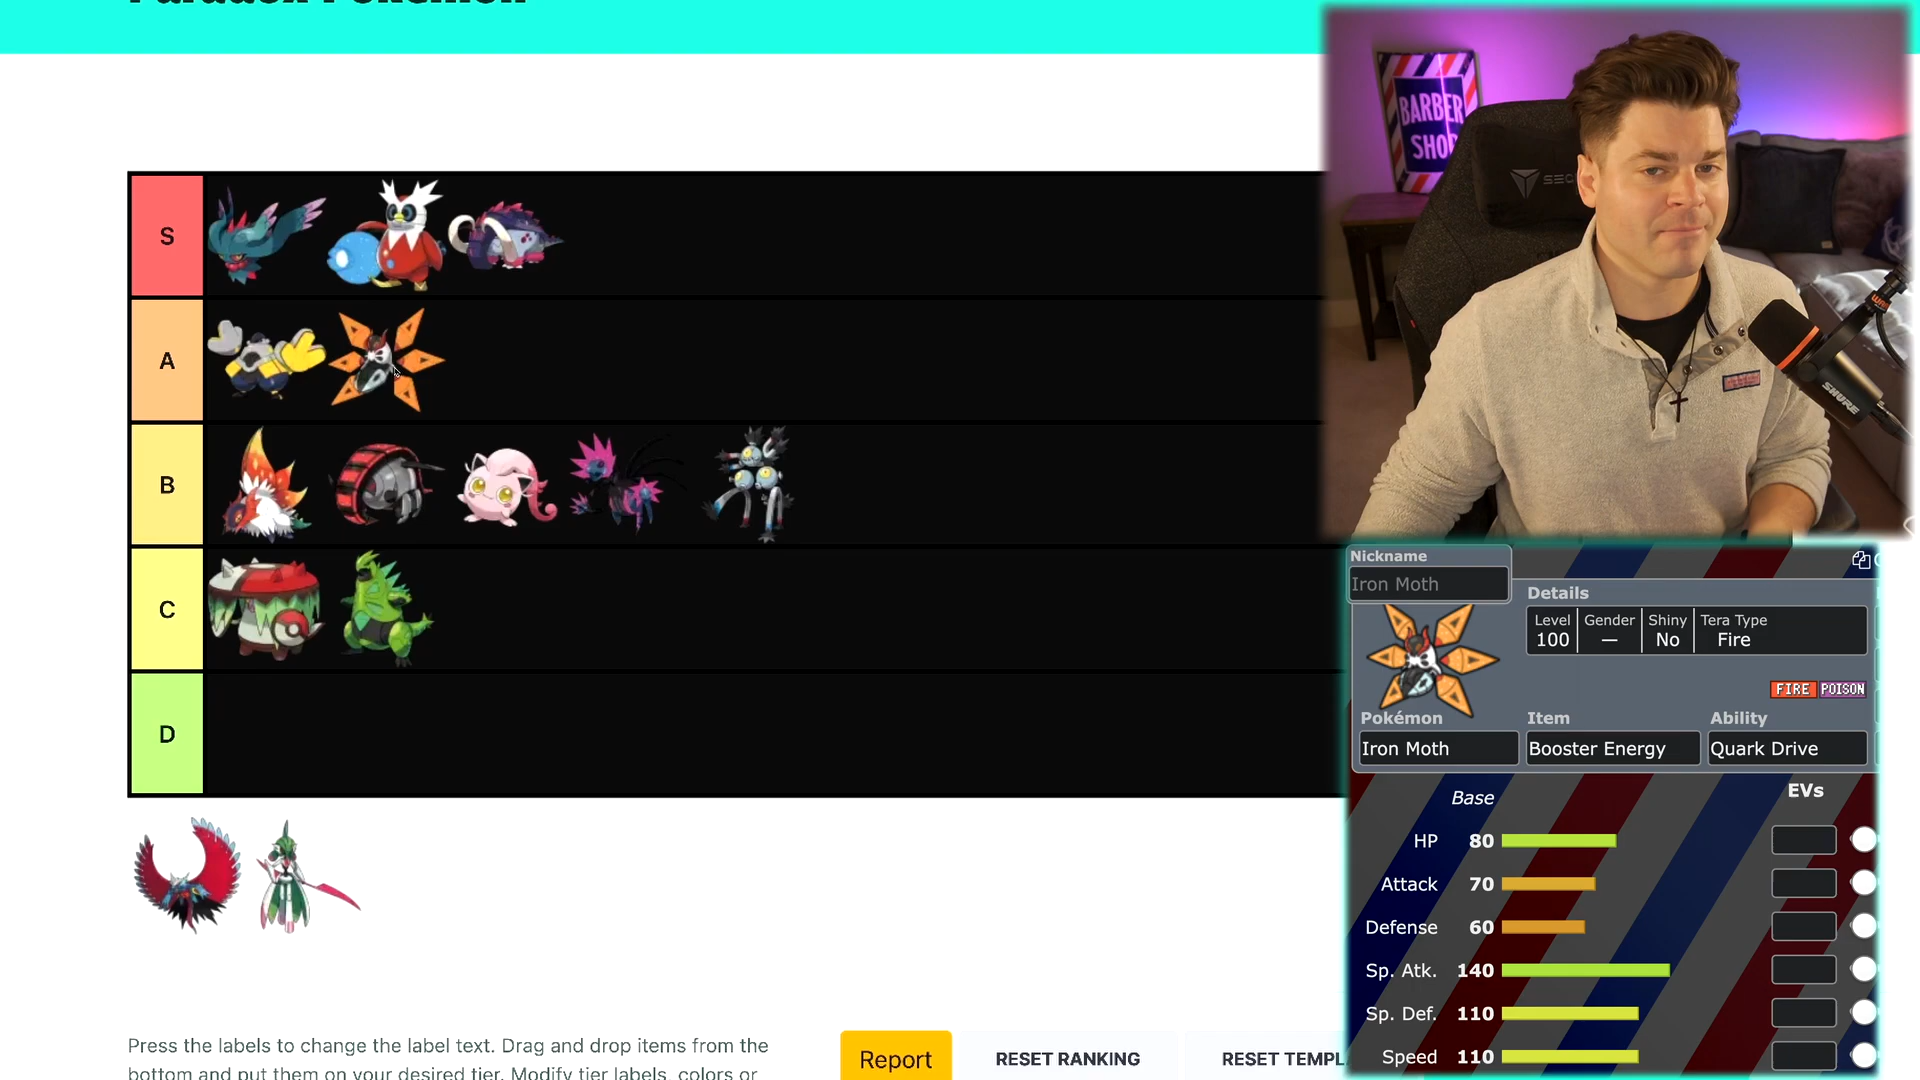 Paradox Pokémon
BARBER
SHOP
S
A
B
C
D
SHURE
Nickname
Iron Moth
Details
Level Gender Shiny Tera Type
100 — No Fire
FIRE POISON
Pokémon Item Ability
Iron Moth Booster Energy Quark Drive
Base EVs
HP 80
Attack 70
Defense 60
Sp. Atk. 140
Sp. Def. 110
Speed 110
Press the labels to change the label text. Drag and drop items from the
bottom and put them on your desired tier. Modify tier labels, colors or
Report
RESET RANKING
RESET TEMPL